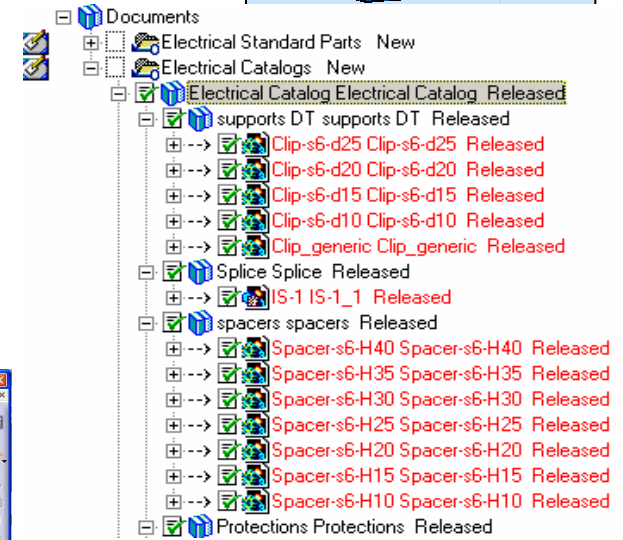 Documents
Electrical Standard Parts New
Electrical Catalogs New
Electrical Catalog Electrical Catalog Released
supports DT supports DT Released
Clip-s6-d25 Clip-s6-d25 Released
Clip-s6-d20 Clip-s6-d20 Released
Clip-s6-d15 Clip-s6-d15 Released
Clip-s6-d10 Clip-s6-d10 Released
Clip_generic Clip_generic Released
Splice Splice Released
IS-1 IS-1_1 Released
spacers spacers Released
Spacer-s6-H40 Spacer-s6-H40 Released
Spacer-s6-H35 Spacer-s6-H35 Released
Spacer-s6-H30 Spacer-s6-H30 Released
Spacer-s6-H25 Spacer-s6-H25 Released
Spacer-s6-H20 Spacer-s6-H20 Released
Spacer-s6-H15 Spacer-s6-H15 Released
Spacer-s6-H10 Spacer-s6-H10 Released
Protections Protections Released